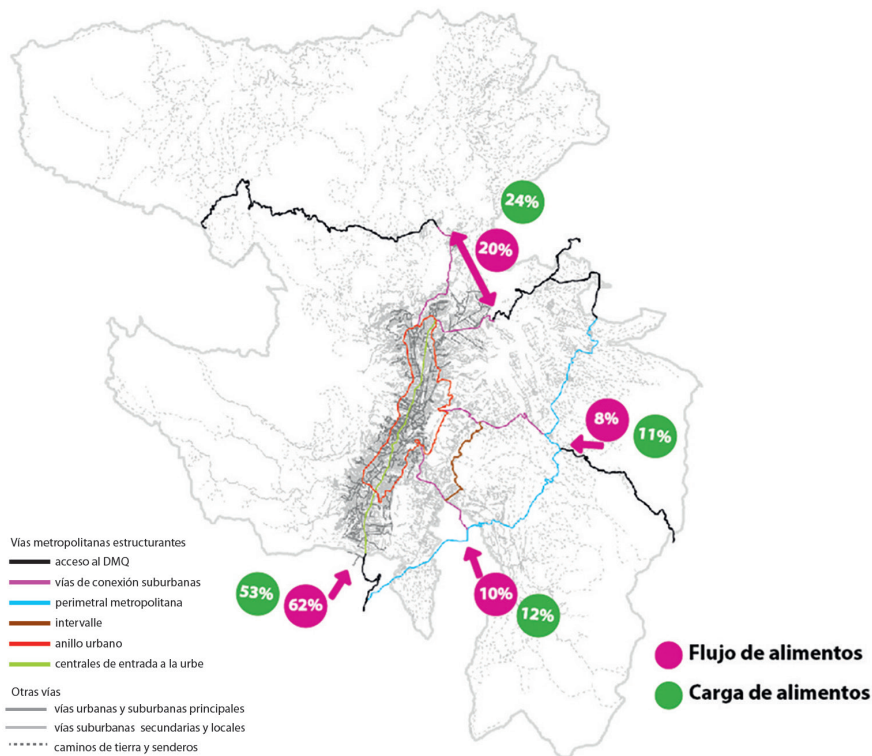 24%
20%
8%
11%
53%
62%
10%
12%
Vías metropolitanas estructurantes
acceso al DMQ
vías de conexión suburbanas
perimetral metropolitana
intervalle
anillo urbano
centrales de entrada a la urbe
Otras vías
vías urbanas y suburbanas principales
vías suburbanas secundarias y locales
caminos de tierra y senderos
Flujo de alimentos
Carga de alimentos